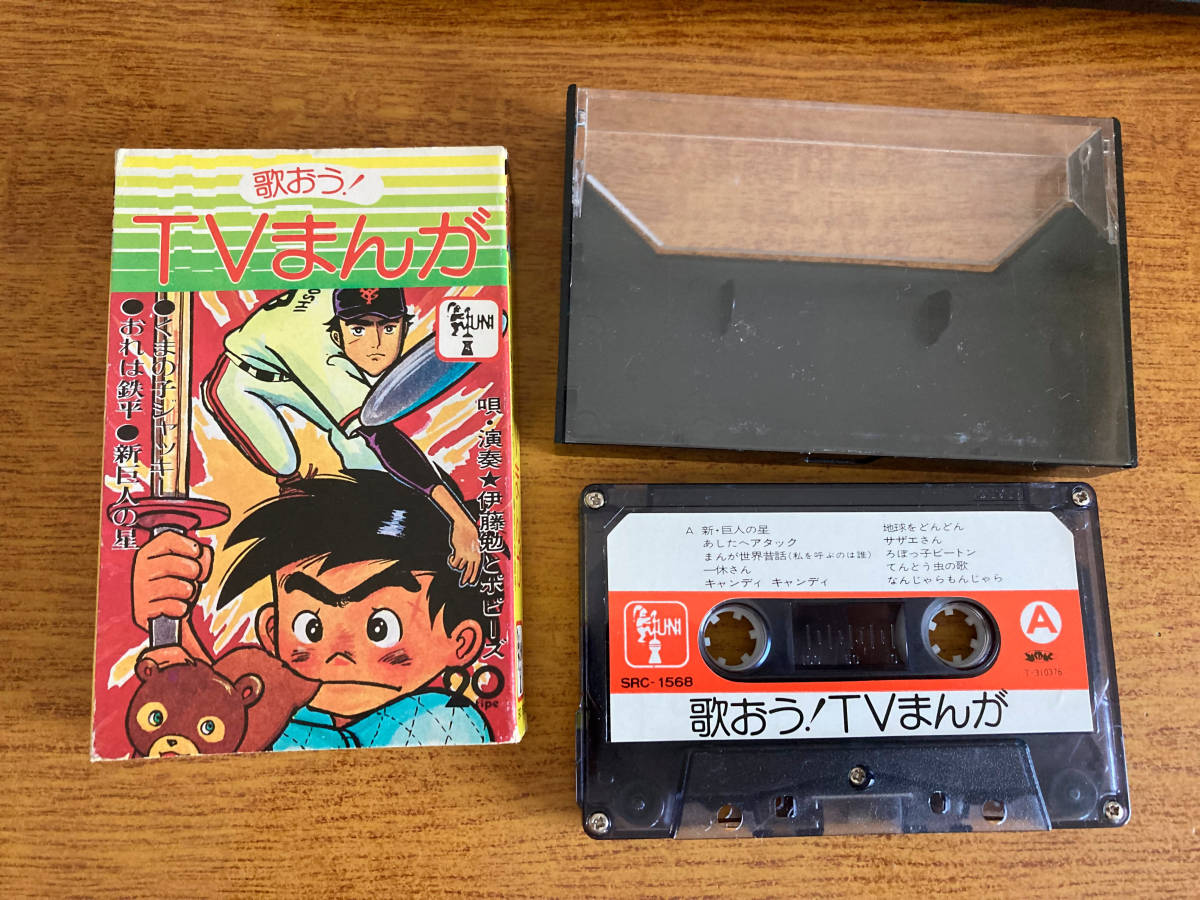 歌おう!
TVまんが
OSHI
UNI
●くまの子ジャッキー
●おれは鉄平●新巨人の星
唄・演奏★伊藤勉とポピーズ
20
tipe
A 新・巨人の星
あしたへアタック
まんが世界昔話(私を呼ぶのは誰)
一休さん
キャンディ キャンディ
地球をどんどん
サザエさん
ろぼっ子ビートン
てんとう虫の歌
なんじゃらもんじゃら
UNI
A
SRC-1568
T-310376
歌おう!TVまんが